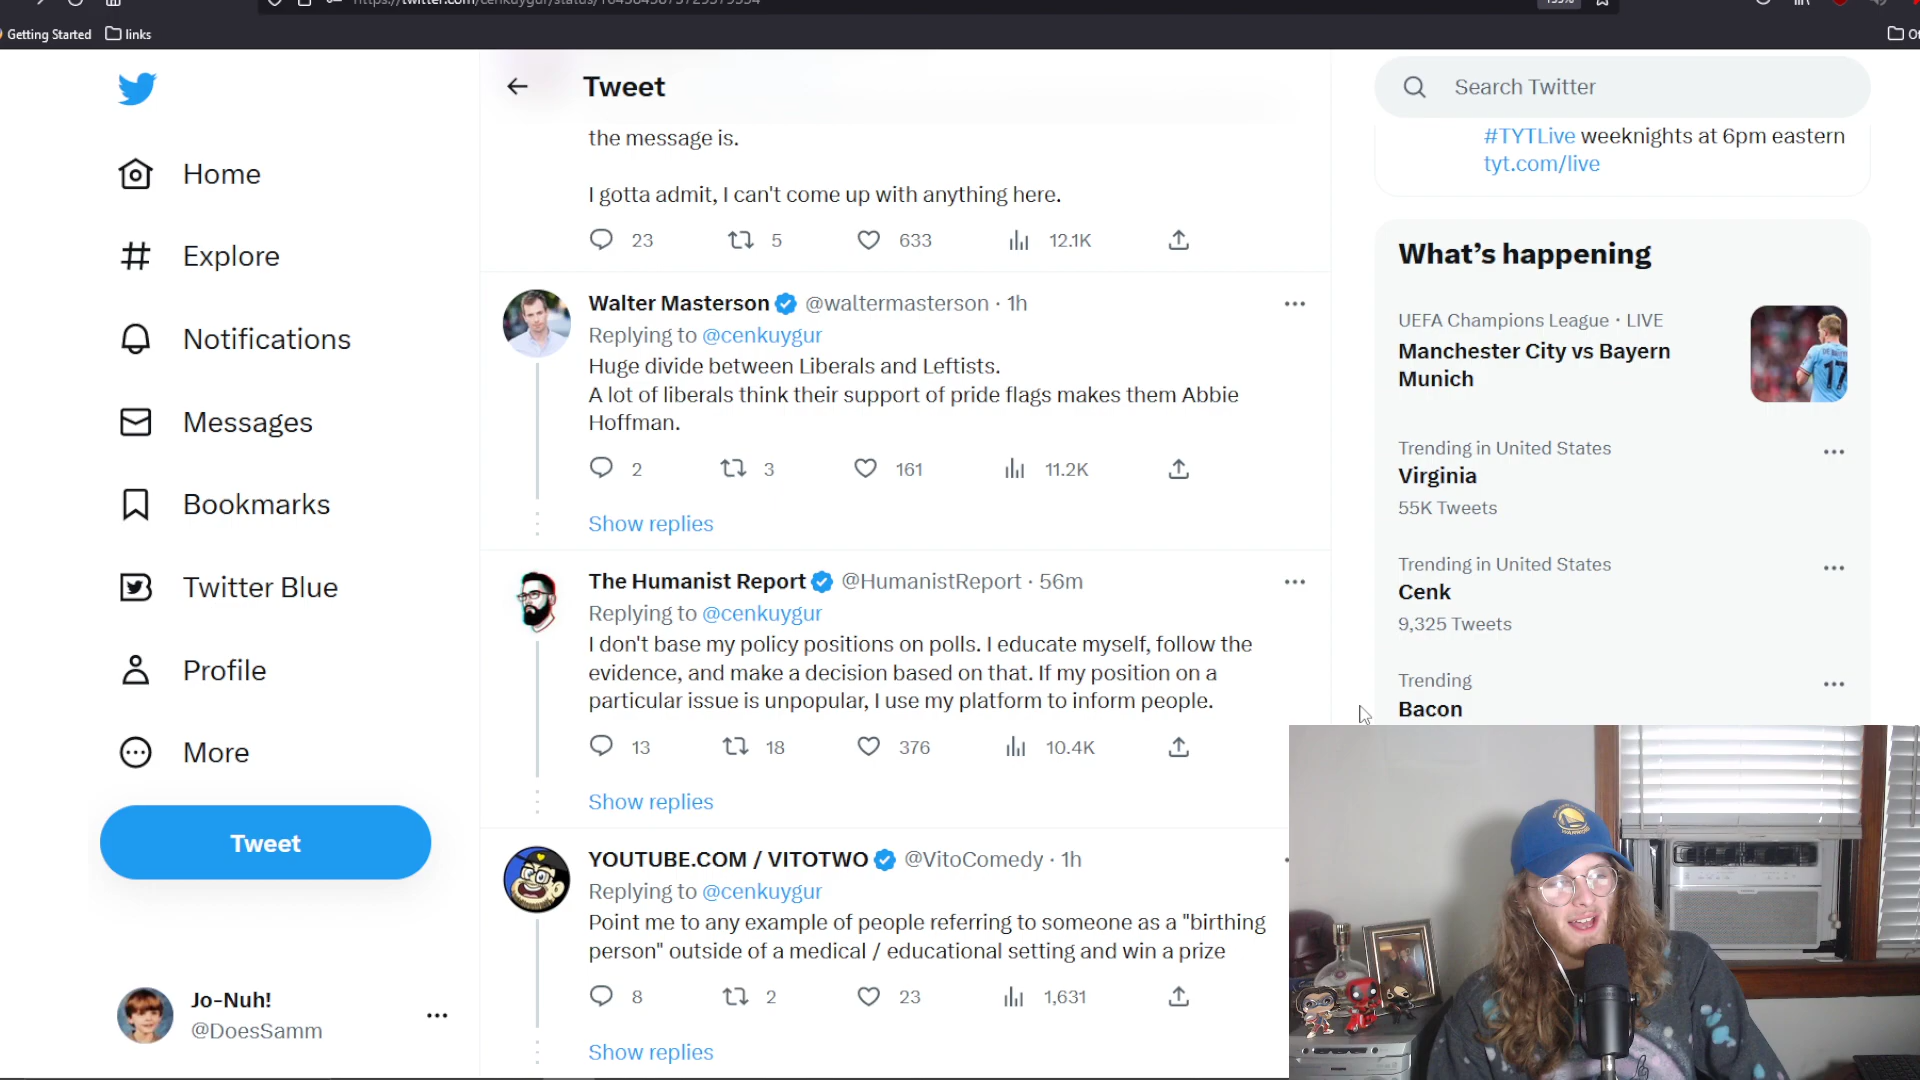 Getting Started
links
Tweet
Search Twitter
the message is.
I gotta admit, I can't come up with anything here.
23
5
633
12.1K
Walter Masterson @waltermasterson · 1h
Replying to @cenkuygur
Huge divide between Liberals and Leftists.
A lot of liberals think their support of pride flags makes them Abbie
Hoffman.
2
3
161
11.2K
Show replies
The Humanist Report @HumanistReport · 56m
Replying to @cenkuygur
I don't base my policy positions on polls. I educate myself, follow the
evidence, and make a decision based on that. If my position on a
particular issue is unpopular, I use my platform to inform people.
13
18
376
10.4K
Show replies
YOUTUBE.COM / VITOTWO @VitoComedy · 1h
Replying to @cenkuygur
Point me to any example of people referring to someone as a "birthing
person" outside of a medical / educational setting and win a prize
8
2
23
1,631
Show replies
Home
Explore
Notifications
Messages
Bookmarks
Twitter Blue
Profile
More
Tweet
Jo-Nuh!
@DoesSamm
#TYTLive weeknights at 6pm eastern
tyt.com/live
What's happening
UEFA Champions League · LIVE
Manchester City vs Bayern
Munich
17
Trending in United States
Virginia
55K Tweets
Trending in United States
Cenk
9,325 Tweets
Trending
Bacon